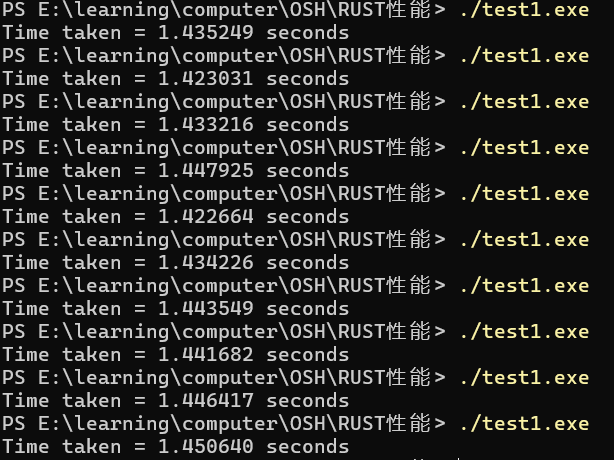 PS E:\learning\computer\OSH\RUST性能> ./test1.exe
Time taken = 1.435249 seconds
PS E:\learning\computer\OSH\RUST性能> ./test1.exe
Time taken = 1.423031 seconds
PS E:\learning\computer\OSH\RUST性能> ./test1.exe
Time taken = 1.433216 seconds
PS E:\learning\computer\OSH\RUST性能> ./test1.exe
Time taken = 1.447925 seconds
PS E:\learning\computer\OSH\RUST性能> ./test1.exe
Time taken = 1.422664 seconds
PS E:\learning\computer\OSH\RUST性能> ./test1.exe
Time taken = 1.434226 seconds
PS E:\learning\computer\OSH\RUST性能> ./test1.exe
Time taken = 1.443549 seconds
PS E:\learning\computer\OSH\RUST性能> ./test1.exe
Time taken = 1.441682 seconds
PS E:\learning\computer\OSH\RUST性能> ./test1.exe
Time taken = 1.446417 seconds
PS E:\learning\computer\OSH\RUST性能> ./test1.exe
Time taken = 1.450640 seconds